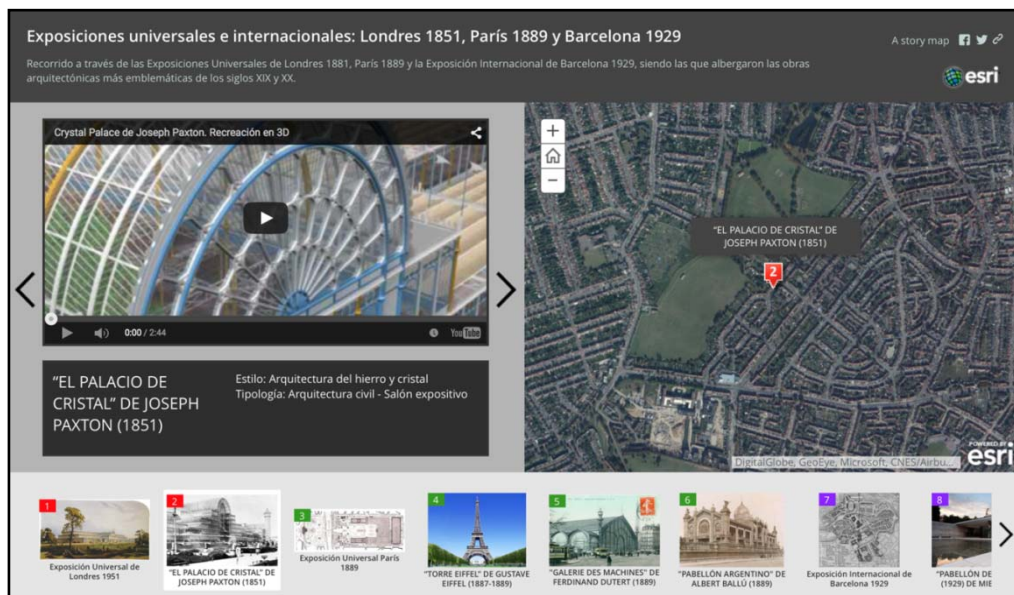 Exposiciones universales e internacionales: Londres 1851, París 1889 y Barcelona 1929
A story map
Recorrido a través de las Exposiciones Universales de Londres 1881, París 1889 y la Exposición Internacional de Barcelona 1929, siendo las que albergaron las obras
arquitectónicas más emblemáticas de los siglos XIX y XX.
esri
Crystal Palace de Joseph Paxton. Recreación en 3D
0:00 / 2:44
YouTube
"EL PALACIO DE
CRISTAL" DE JOSEPH
PAXTON (1851)
Estilo: Arquitectura del hierro y cristal
Tipología: Arquitectura civil - Salón expositivo
+
−
"EL PALACIO DE CRISTAL" DE
JOSEPH PAXTON (1851)
2
POWERED BY
esri
DigitalGlobe, GeoEye, Microsoft, CNES/Airbu...
1
Exposición Universal de
Londres 1951
2
"EL PALACIO DE CRISTAL" DE
JOSEPH PAXTON (1851)
3
Exposición Universal París
1889
4
"TORRE EIFFEL" DE GUSTAVE
EIFFEL (1887-1889)
5
"GALERIE DES MACHINES" DE
FERDINAND DUTERT (1889)
6
"PABELLÓN ARGENTINO" DE
ALBERT BALLÚ (1889)
7
Exposición Internacional de
Barcelona 1929
8
"PABELLÓN DE
(1929) DE MIE